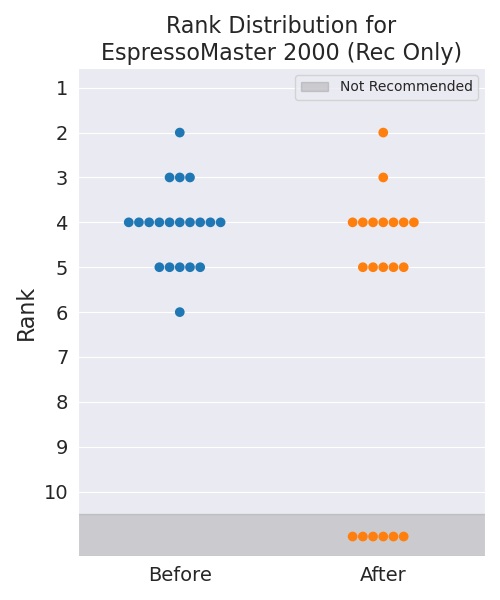 Rank Distribution for
EspressoMaster 2000 (Rec Only)
Not Recommended
Rank
1
2
3
4
5
6
7
8
9
10
Before
After